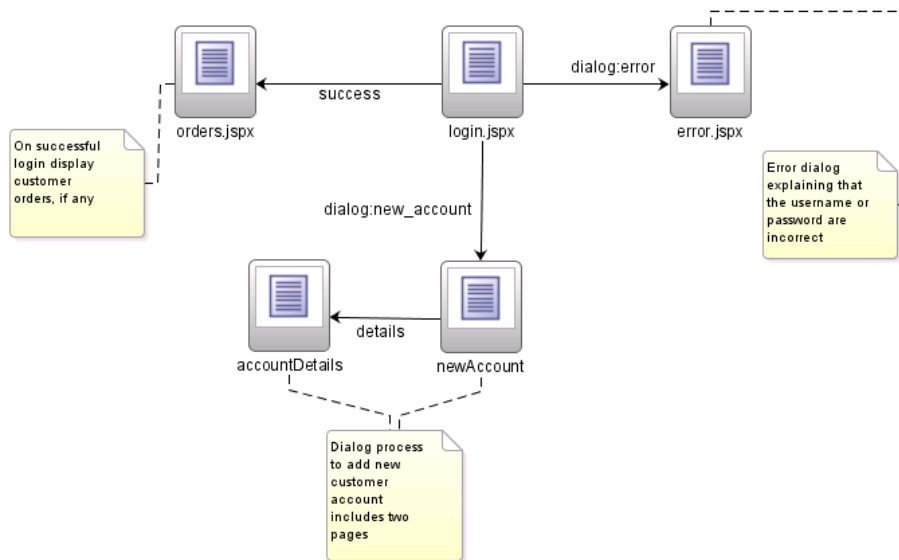 dialog:error
success
orders.jspx
login.jspx
error.jspx
On successful
login display
customer
orders, if any
Error dialog
explaining that
the username or
password are
incorrect
dialog:new_account
details
accountDetails
newAccount
Dialog process
to add new
customer
account
includes two
pages